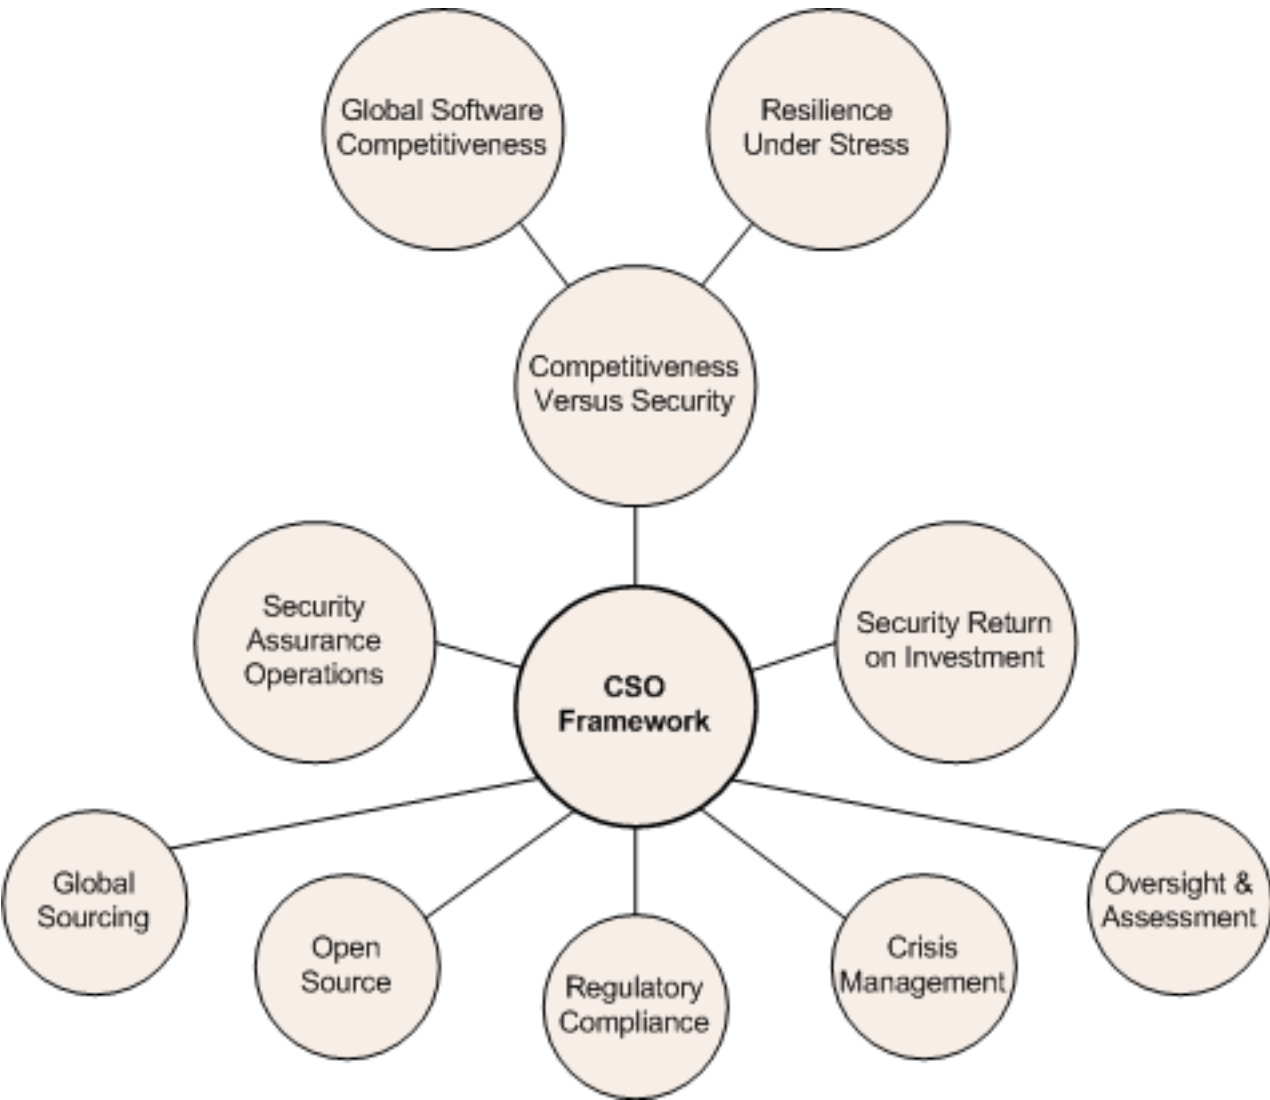 Global Software
Competitiveness
Resilience
Under Stress
Competitiveness
Versus Security
Security
Assurance
Operations
Security Return
on Investment
CSO
Framework
Global
Sourcing
Open
Source
Regulatory
Compliance
Crisis
Management
Oversight &
Assessment